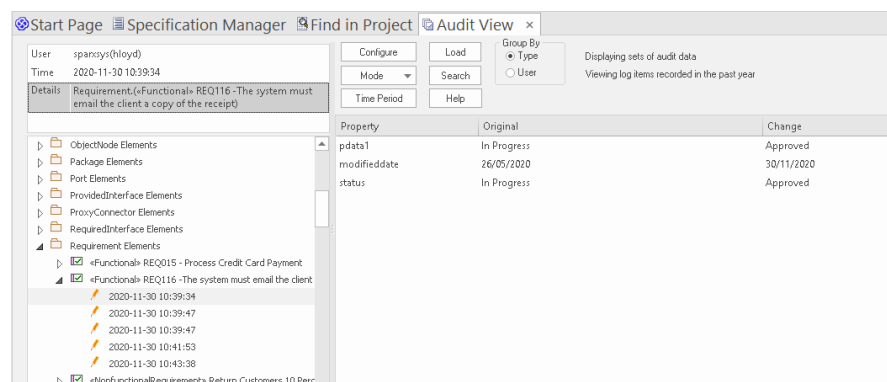 Start Page Specification Manager Find in Project Audit View ×
User sparxsys(hloyd)
Time 2020-11-30 10:39:34
Details Requirement.(«Functional» REQ116 -The system must
email the client a copy of the receipt)
Configure Load
Mode Search
Time Period Help
Group By
Type
User
Displaying sets of audit data
Viewing log items recorded in the past year
Property Original Change
pdata1 In Progress Approved
modifieddate 26/05/2020 30/11/2020
status In Progress Approved
ObjectNode Elements
Package Elements
Port Elements
ProvidedInterface Elements
ProxyConnector Elements
RequiredInterface Elements
Requirement Elements
«Functional» REQ015 - Process Credit Card Payment
«Functional» REQ116 -The system must email the client
2020-11-30 10:39:34
2020-11-30 10:39:47
2020-11-30 10:39:47
2020-11-30 10:41:53
2020-11-30 10:43:38
«NonfunctionalRequirement» Return Customers 10 Perc